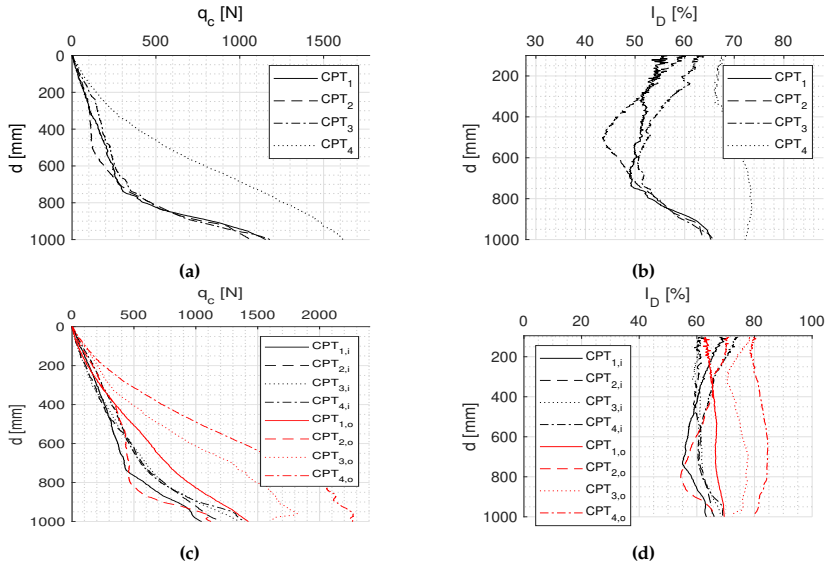 q_c [N]
0 500 1000 1500
0
200
400
600
800
1000
d [mm]
CPT_1
CPT_2
CPT_3
CPT_4
(a)
I_D [%]
30 40 50 60 70 80
200
400
600
800
1000
d [mm]
CPT_1
CPT_2
CPT_3
CPT_4
(b)
q_c [N]
0 500 1000 1500 2000
0
200
400
600
800
1000
d [mm]
CPT_1,i
CPT_2,i
CPT_3,i
CPT_4,i
CPT_1,o
CPT_2,o
CPT_3,o
CPT_4,o
(c)
I_D [%]
0 20 40 60 80 100
200
400
600
800
1000
d [mm]
CPT_1,i
CPT_2,i
CPT_3,i
CPT_4,i
CPT_1,o
CPT_2,o
CPT_3,o
CPT_4,o
(d)